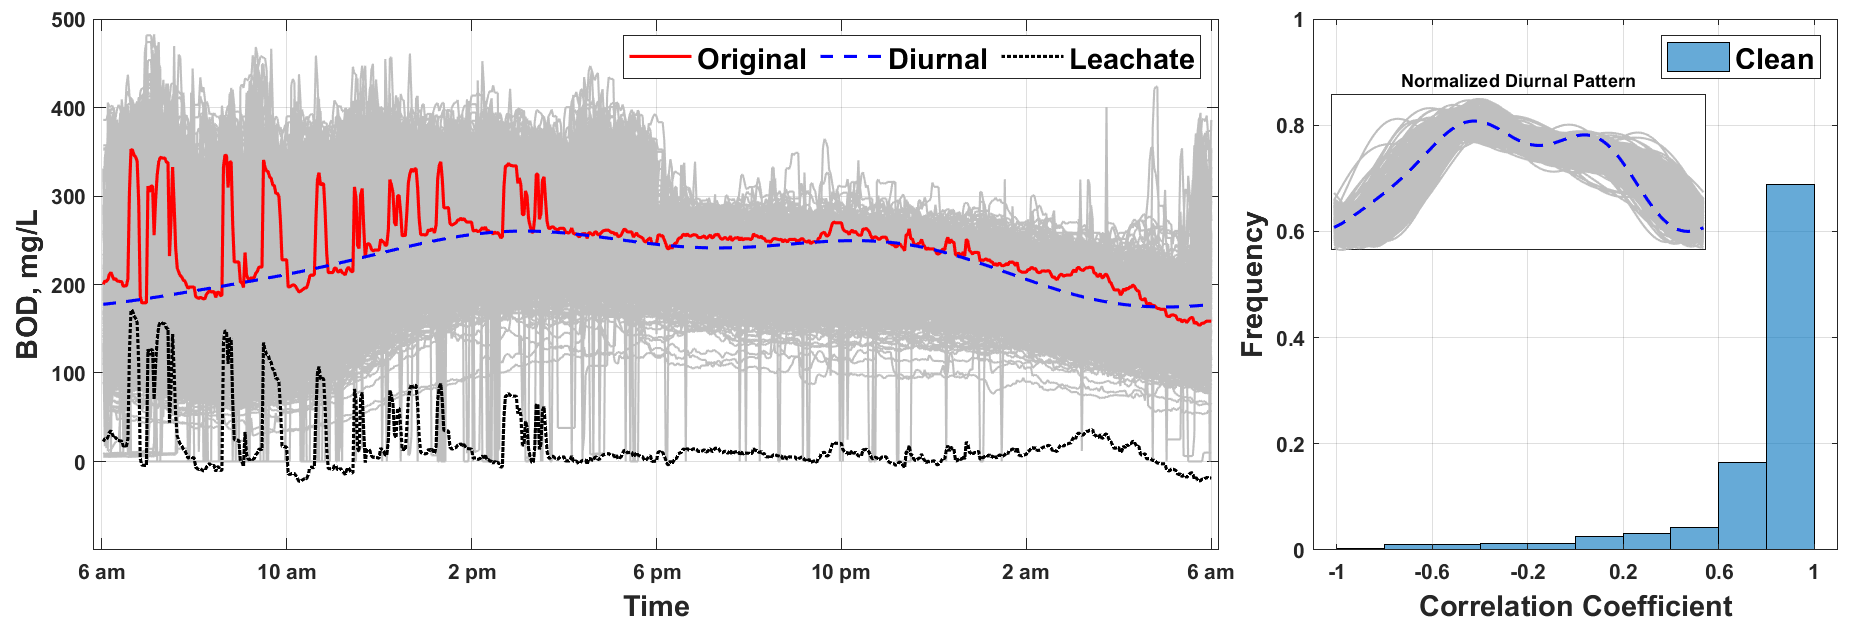 500
400
300
200
100
0
BOD, mg/L
Original
Diurnal
Leachate
6 am
10 am
2 pm
6 pm
10 pm
2 am
6 am
Time
1
0.8
0.6
0.4
0.2
0
Frequency
Clean
Normalized Diurnal Pattern
-1
-0.6
-0.2
0.2
0.6
1
Correlation Coefficient